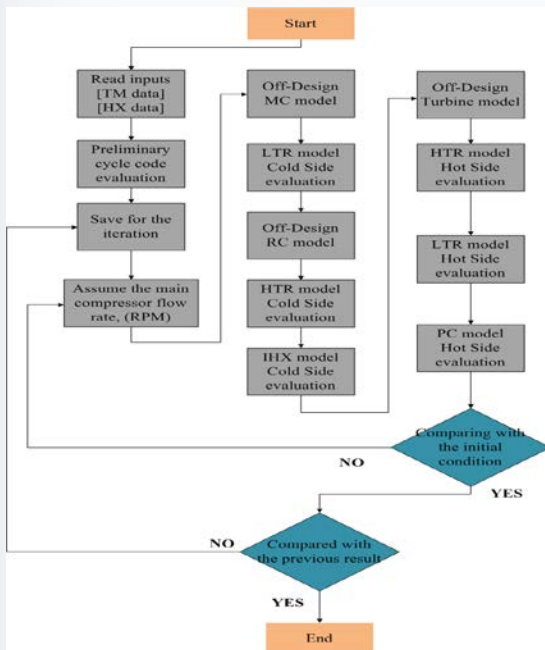 Start
Read inputs
[TM data]
[HX data]
Preliminary
cycle code
evaluation
Save for the
iteration
Assume the main
compressor flow
rate, (RPM)
Off-Design
MC model
LTR model
Cold Side
evaluation
Off-Design
RC model
HTR model
Cold Side
evaluation
IHX model
Cold Side
evaluation
Off-Design
Turbine model
HTR model
Hot Side
evaluation
LTR model
Hot Side
evaluation
PC model
Hot Side
evaluation
Comparing with
the initial
condition
NO
YES
Compared with
the previous result
NO
YES
End